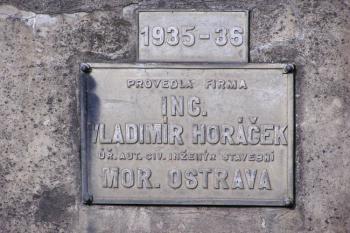 1935-36
PROVEDLA FIRMA
ING.
VLADIMÍR HORÁČEK
ÚŘ. AUT. CIV. INŽENÝR STAVEBNÍ
MOR. OSTRAVA